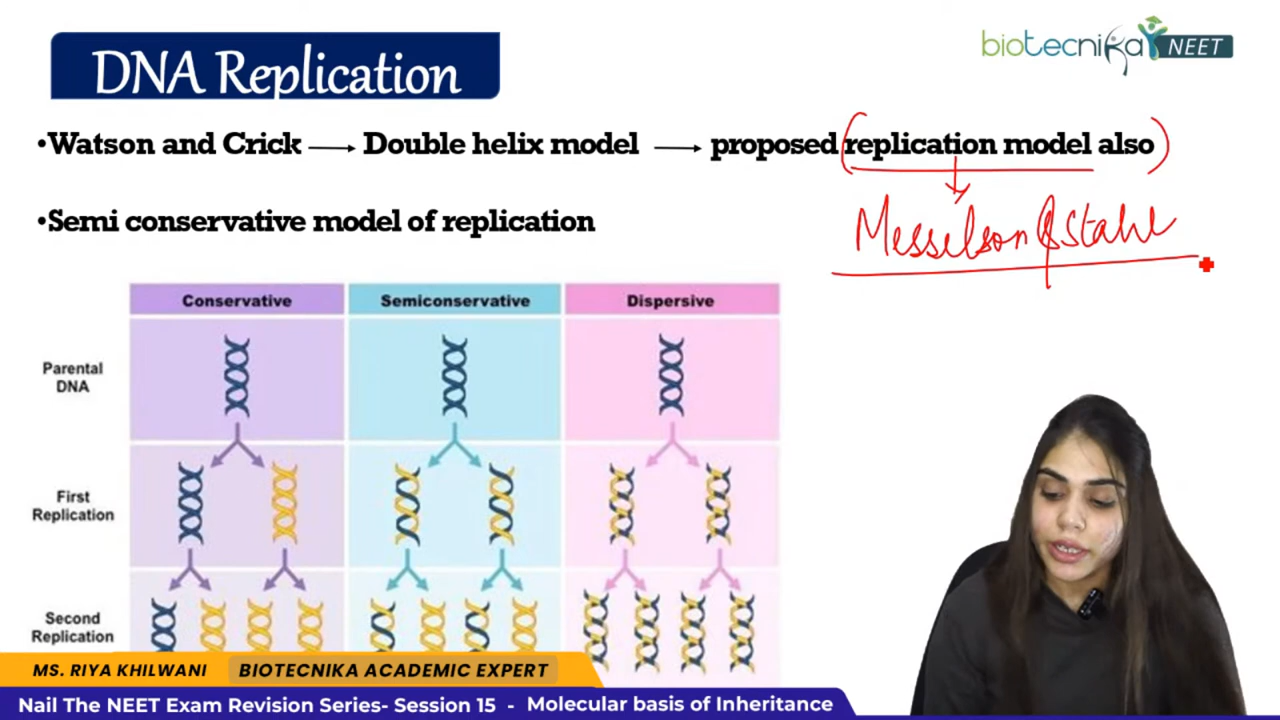 DNA Replication
biotecnika NEET
•Watson and Crick → Double helix model → proposed (replication model also)
Messelson & Stahl
•Semi conservative model of replication
Conservative Semiconservative Dispersive
Parental
DNA
First
Replication
Second
Replication
MS. RIYA KHILWANI BIOTECNIKA ACADEMIC EXPERT
Nail The NEET Exam Revision Series- Session 15 - Molecular basis of Inheritance